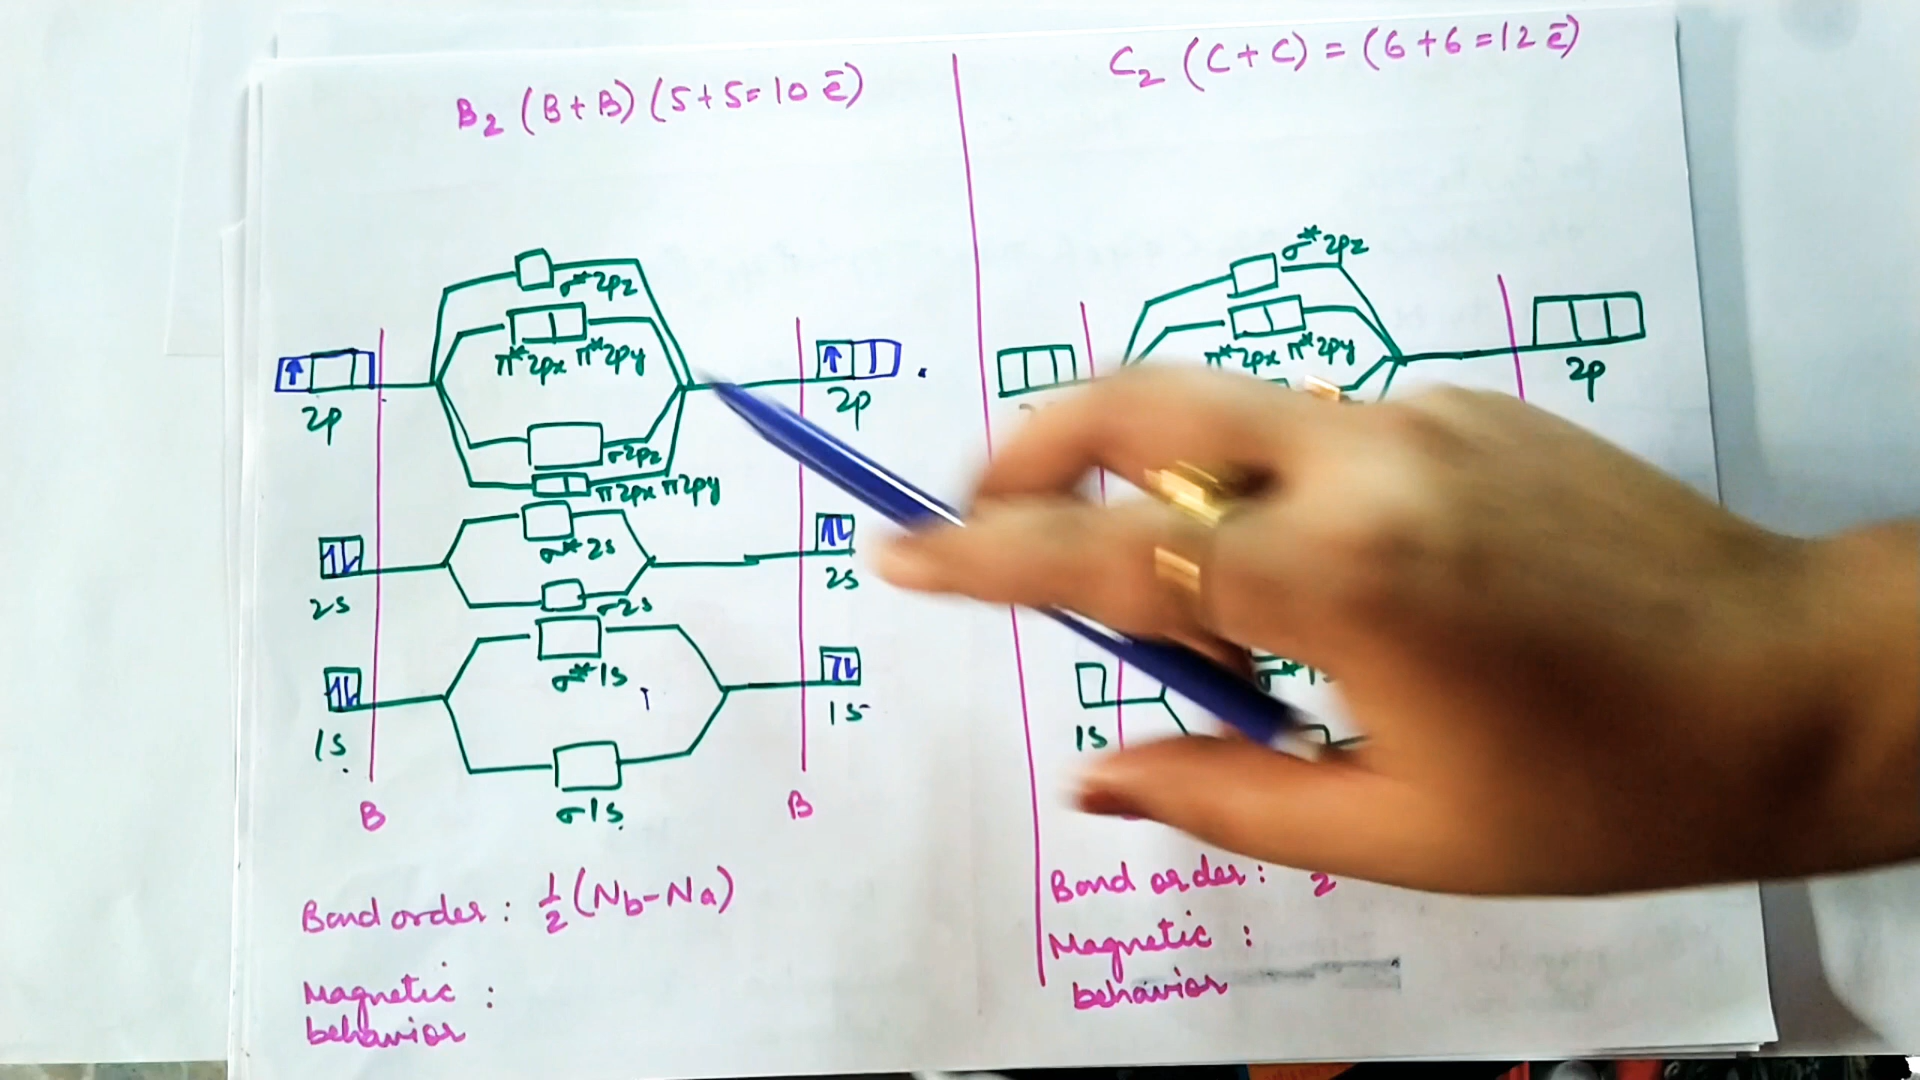 B₂ (B+B) (5+5=10 ē)
σ*2pz
π*2px π*2py
2p
2p
σ2pz
π2px π2py
σ*2s
2s
2s
σ2s
σ*1s
1s
1s
σ1s
B
B
Bond order : ½(Nb-Na)
Magnetic :
behavior
C₂ (C+C) = (6+6=12 ē)
σ*2pz
π*2px π*2py
2p
1s
Bond order :
Magnetic :
behavior